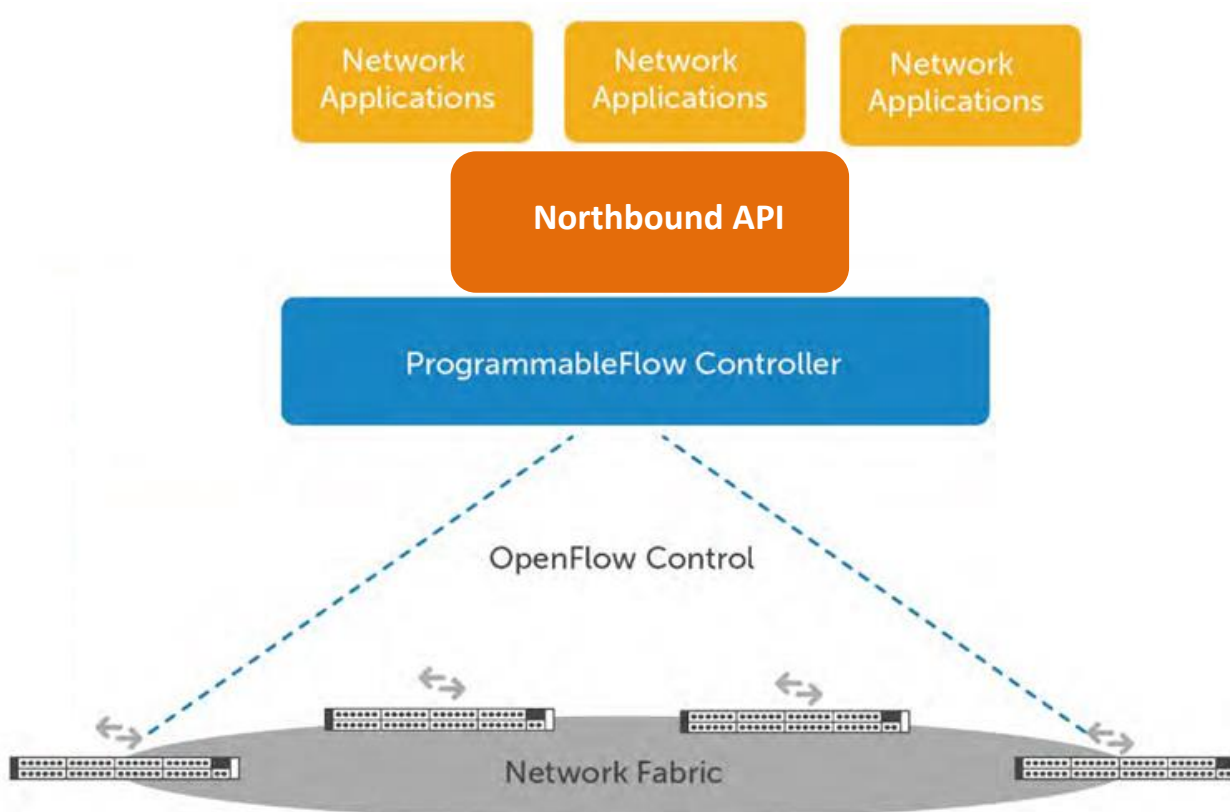 Network
Applications
Network
Applications
Network
Applications
Northbound API
ProgrammableFlow Controller
OpenFlow Control
Network Fabric